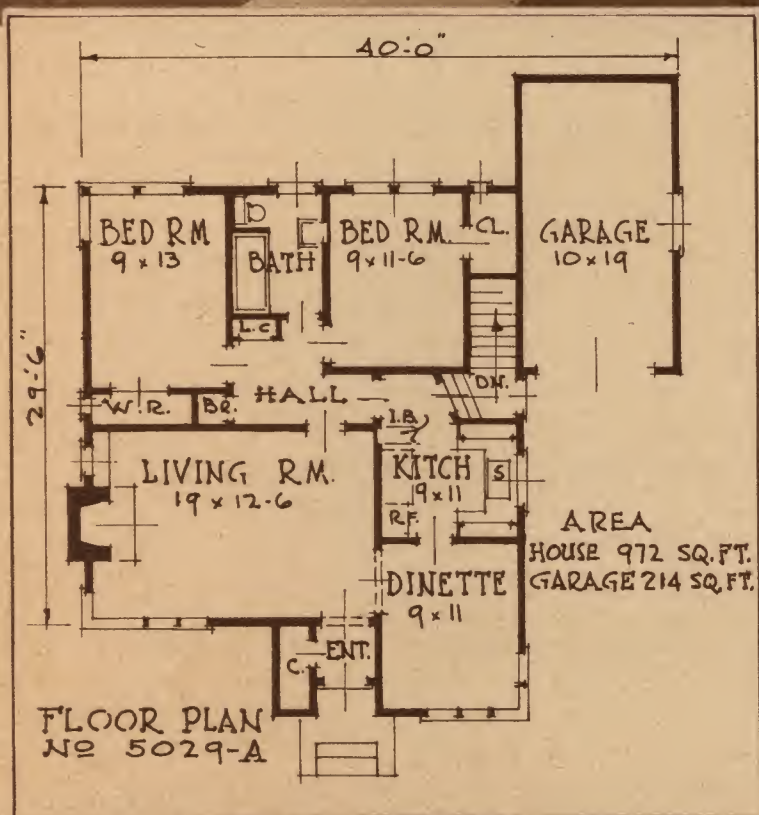 40'-0"
BED RM
9 x 13
BATH
BED RM.
9 x 11-6
CL.
GARAGE
10 x 19
L.C
29'-6"
W.R.
BR.
HALL
DN.
I.B.
LIVING RM.
19 x 12-6
KITCH
9 x 11
S
RF.
AREA
HOUSE 972 SQ. FT.
GARAGE 214 SQ. FT.
DINETTE
9 x 11
C.
ENT.
FLOOR PLAN
No 5029-A